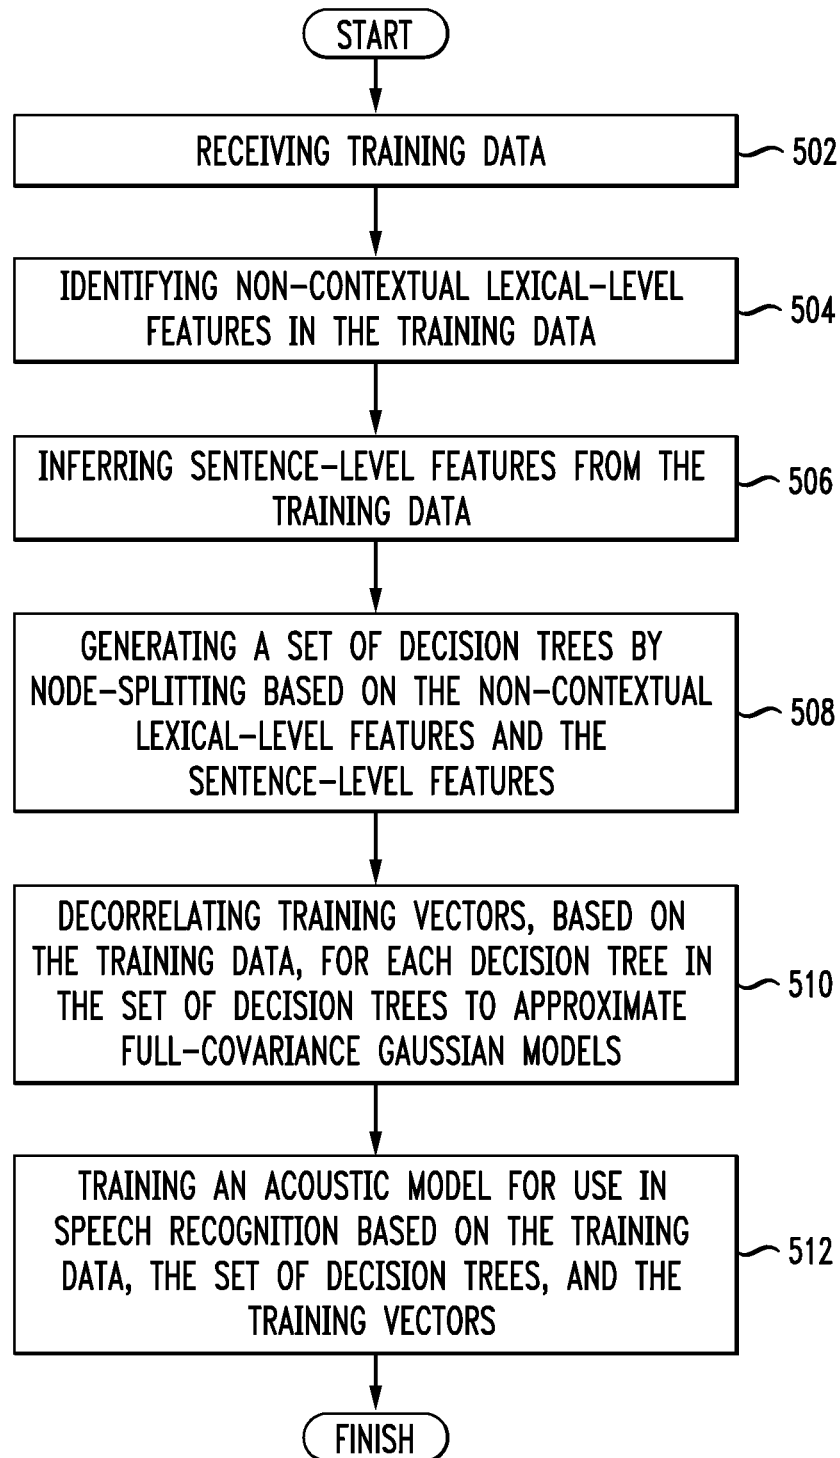 START
RECEIVING TRAINING DATA
502
IDENTIFYING NON-CONTEXTUAL LEXICAL-LEVEL
FEATURES IN THE TRAINING DATA
504
INFERRING SENTENCE-LEVEL FEATURES FROM THE
TRAINING DATA
506
GENERATING A SET OF DECISION TREES BY
NODE-SPLITTING BASED ON THE NON-CONTEXTUAL
LEXICAL-LEVEL FEATURES AND THE
SENTENCE-LEVEL FEATURES
508
DECORRELATING TRAINING VECTORS, BASED ON
THE TRAINING DATA, FOR EACH DECISION TREE IN
THE SET OF DECISION TREES TO APPROXIMATE
FULL-COVARIANCE GAUSSIAN MODELS
510
TRAINING AN ACOUSTIC MODEL FOR USE IN
SPEECH RECOGNITION BASED ON THE TRAINING
DATA, THE SET OF DECISION TREES, AND THE
TRAINING VECTORS
512
FINISH